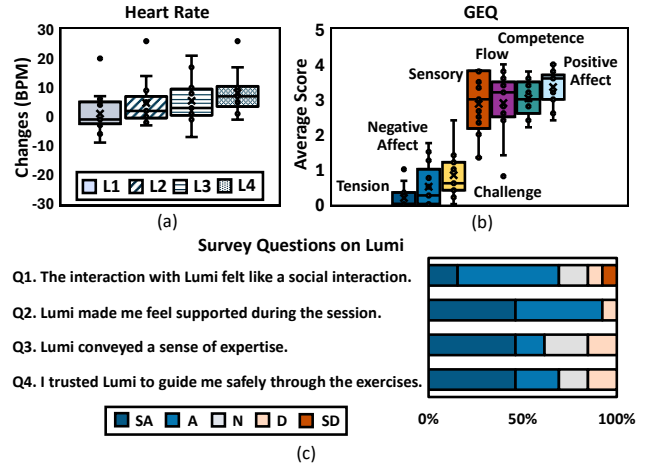 Heart Rate
GEQ
Changes (BPM)
30
20
10
0
-10
-20
-30
L1 L2 L3 L4
(a)
Average Score
5
4
3
2
1
0
Tension
Negative
Affect
Sensory
Flow
Competence
Positive
Affect
Challenge
(b)
Survey Questions on Lumi
Q1. The interaction with Lumi felt like a social interaction.
Q2. Lumi made me feel supported during the session.
Q3. Lumi conveyed a sense of expertise.
Q4. I trusted Lumi to guide me safely through the exercises.
0% 50% 100%
SA A N D SD
(c)